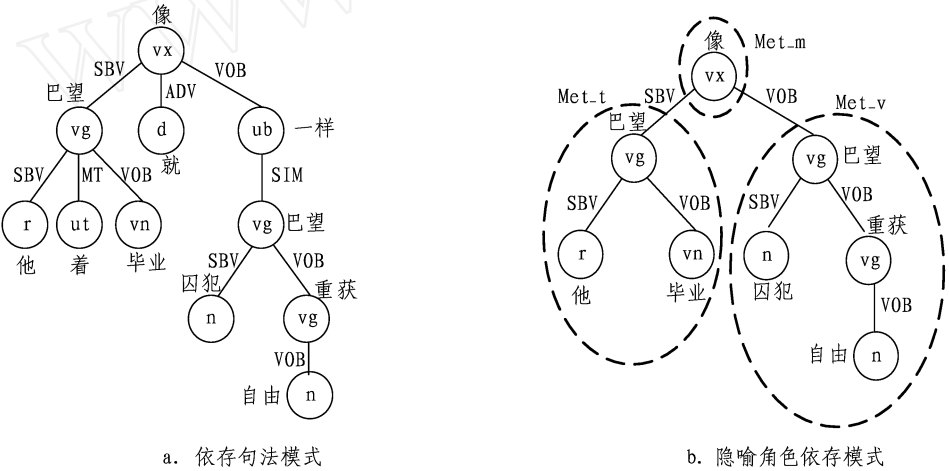 像
vx
SBV ADV VOB
巴望 vg d 就 ub 一样
SBV MT VOB SIM
r ut vn vg 巴望
他 着 毕业
SBV VOB
囚犯 n 重获 vg
VOB
自由 n
a. 依存句法模式
像 Met_m
vx
Met_t SBV VOB Met_v
巴望 vg vg 巴望
SBV VOB SBV VOB
r vn n 重获 vg
他 毕业 囚犯
VOB
自由 n
b. 隐喻角色依存模式